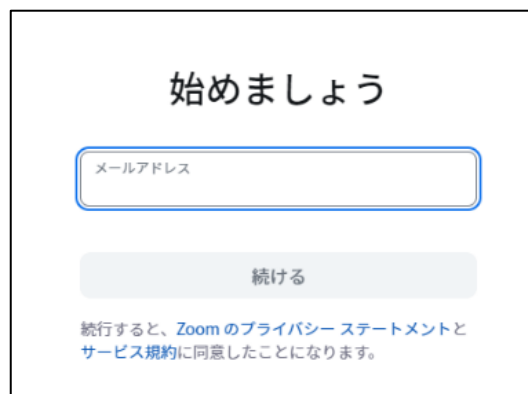 始めましょう
メールアドレス
続ける
続行すると、Zoom のプライバシー ステートメントと
サービス規約に同意したことになります。